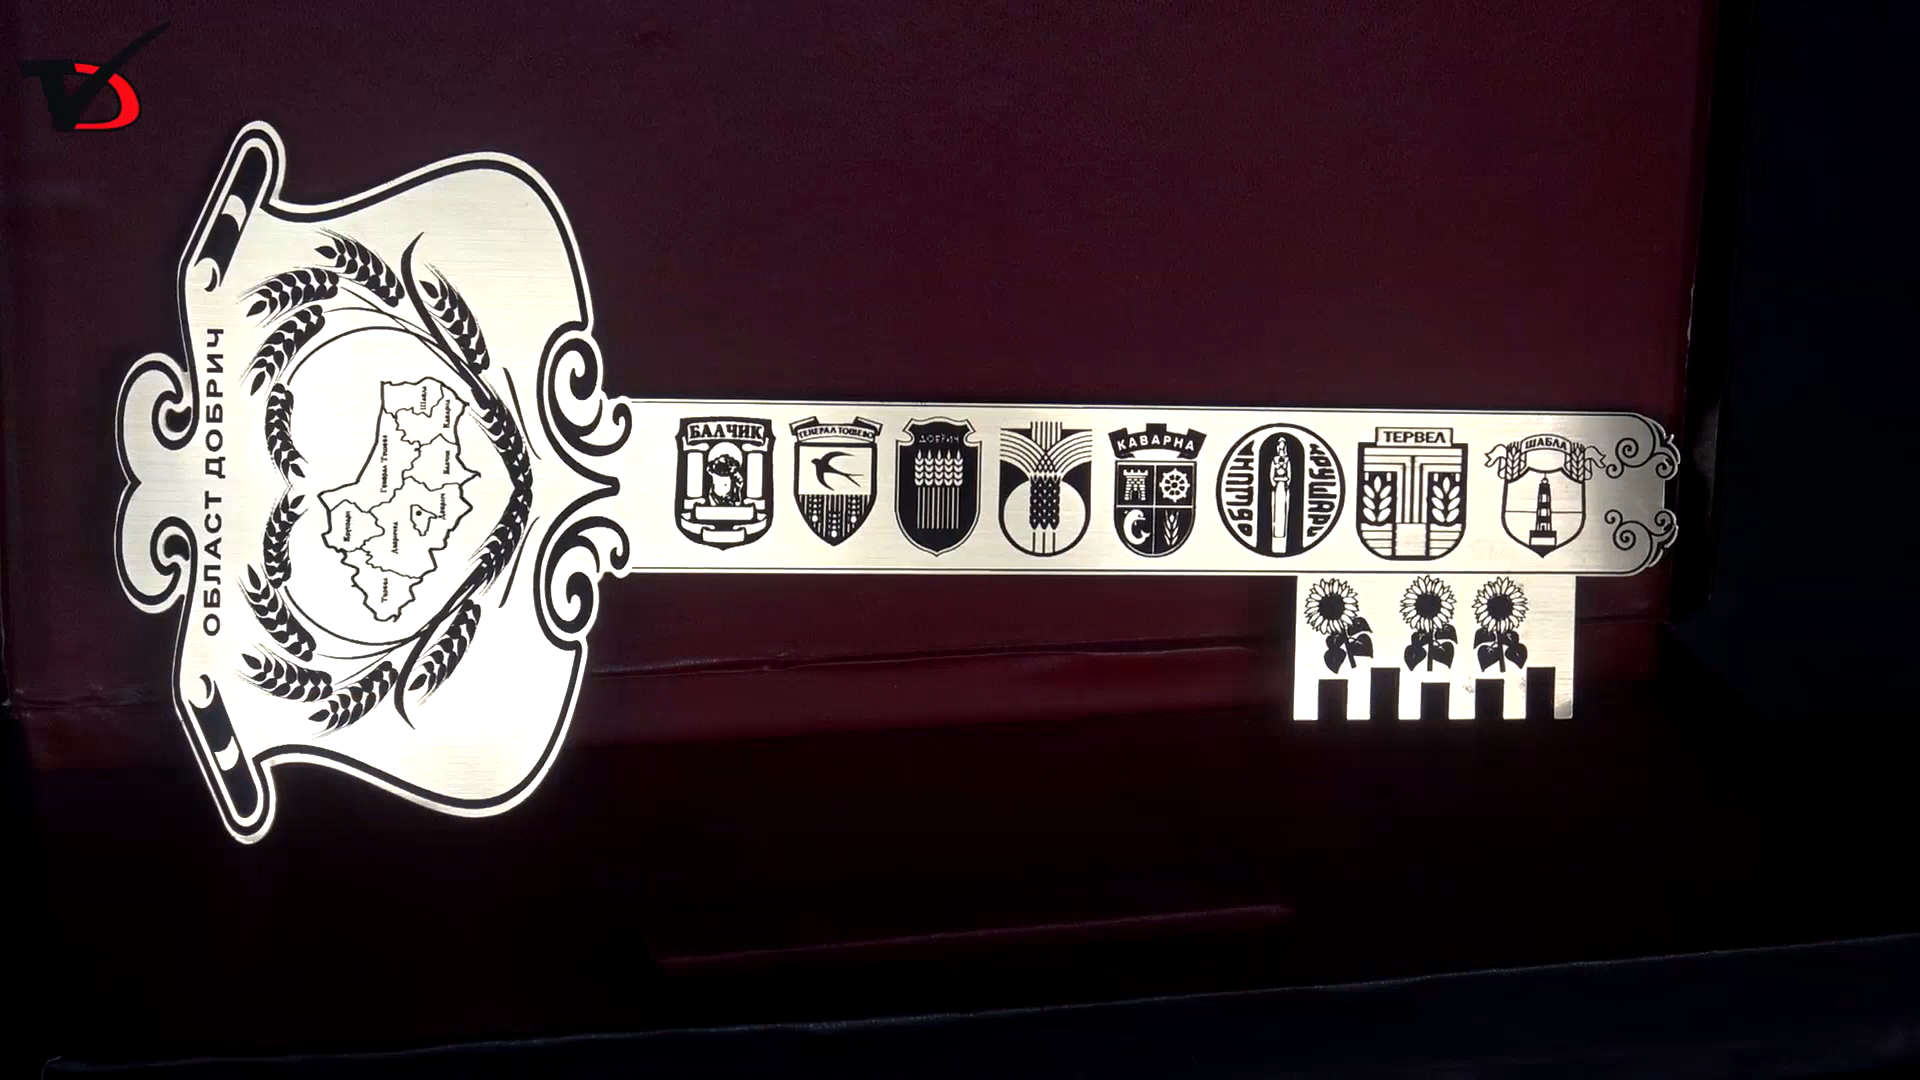 ОБЛАСТ ДОБРИЧ
БАЛЧИК
ГЕНЕРАЛ ТОШЕВО
ДОБРИЧ
КАВАРНА
КРУШАРИ
ТЕРВЕЛ
ШАБЛА